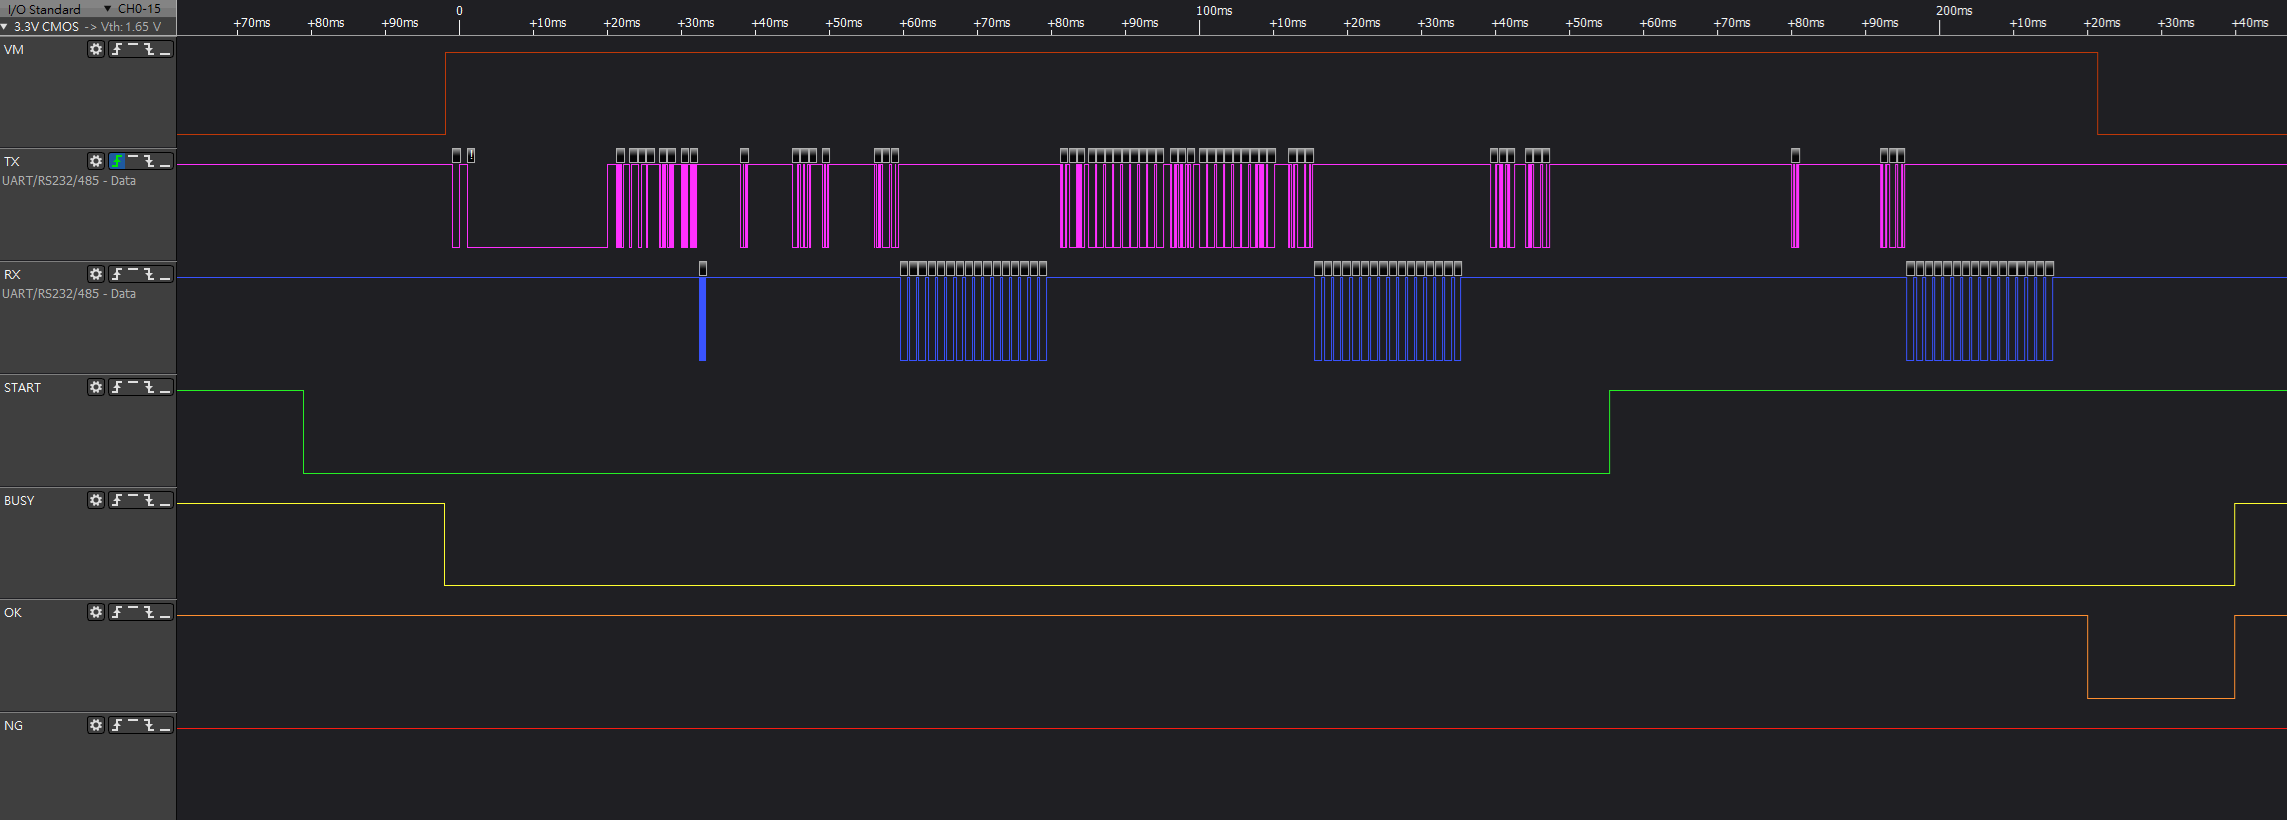 I/O Standard ▼ CH0-15
▼ 3.3V CMOS -> Vth: 1.65 V
0 100ms 200ms
+70ms +80ms +90ms +10ms +20ms +30ms +40ms +50ms +60ms +70ms +80ms +90ms +10ms +20ms +30ms +40ms +50ms +60ms +70ms +80ms +90ms +10ms +20ms +30ms +40ms
VM
TX
!
UART/RS232/485 - Data
RX
UART/RS232/485 - Data
START
BUSY
OK
NG